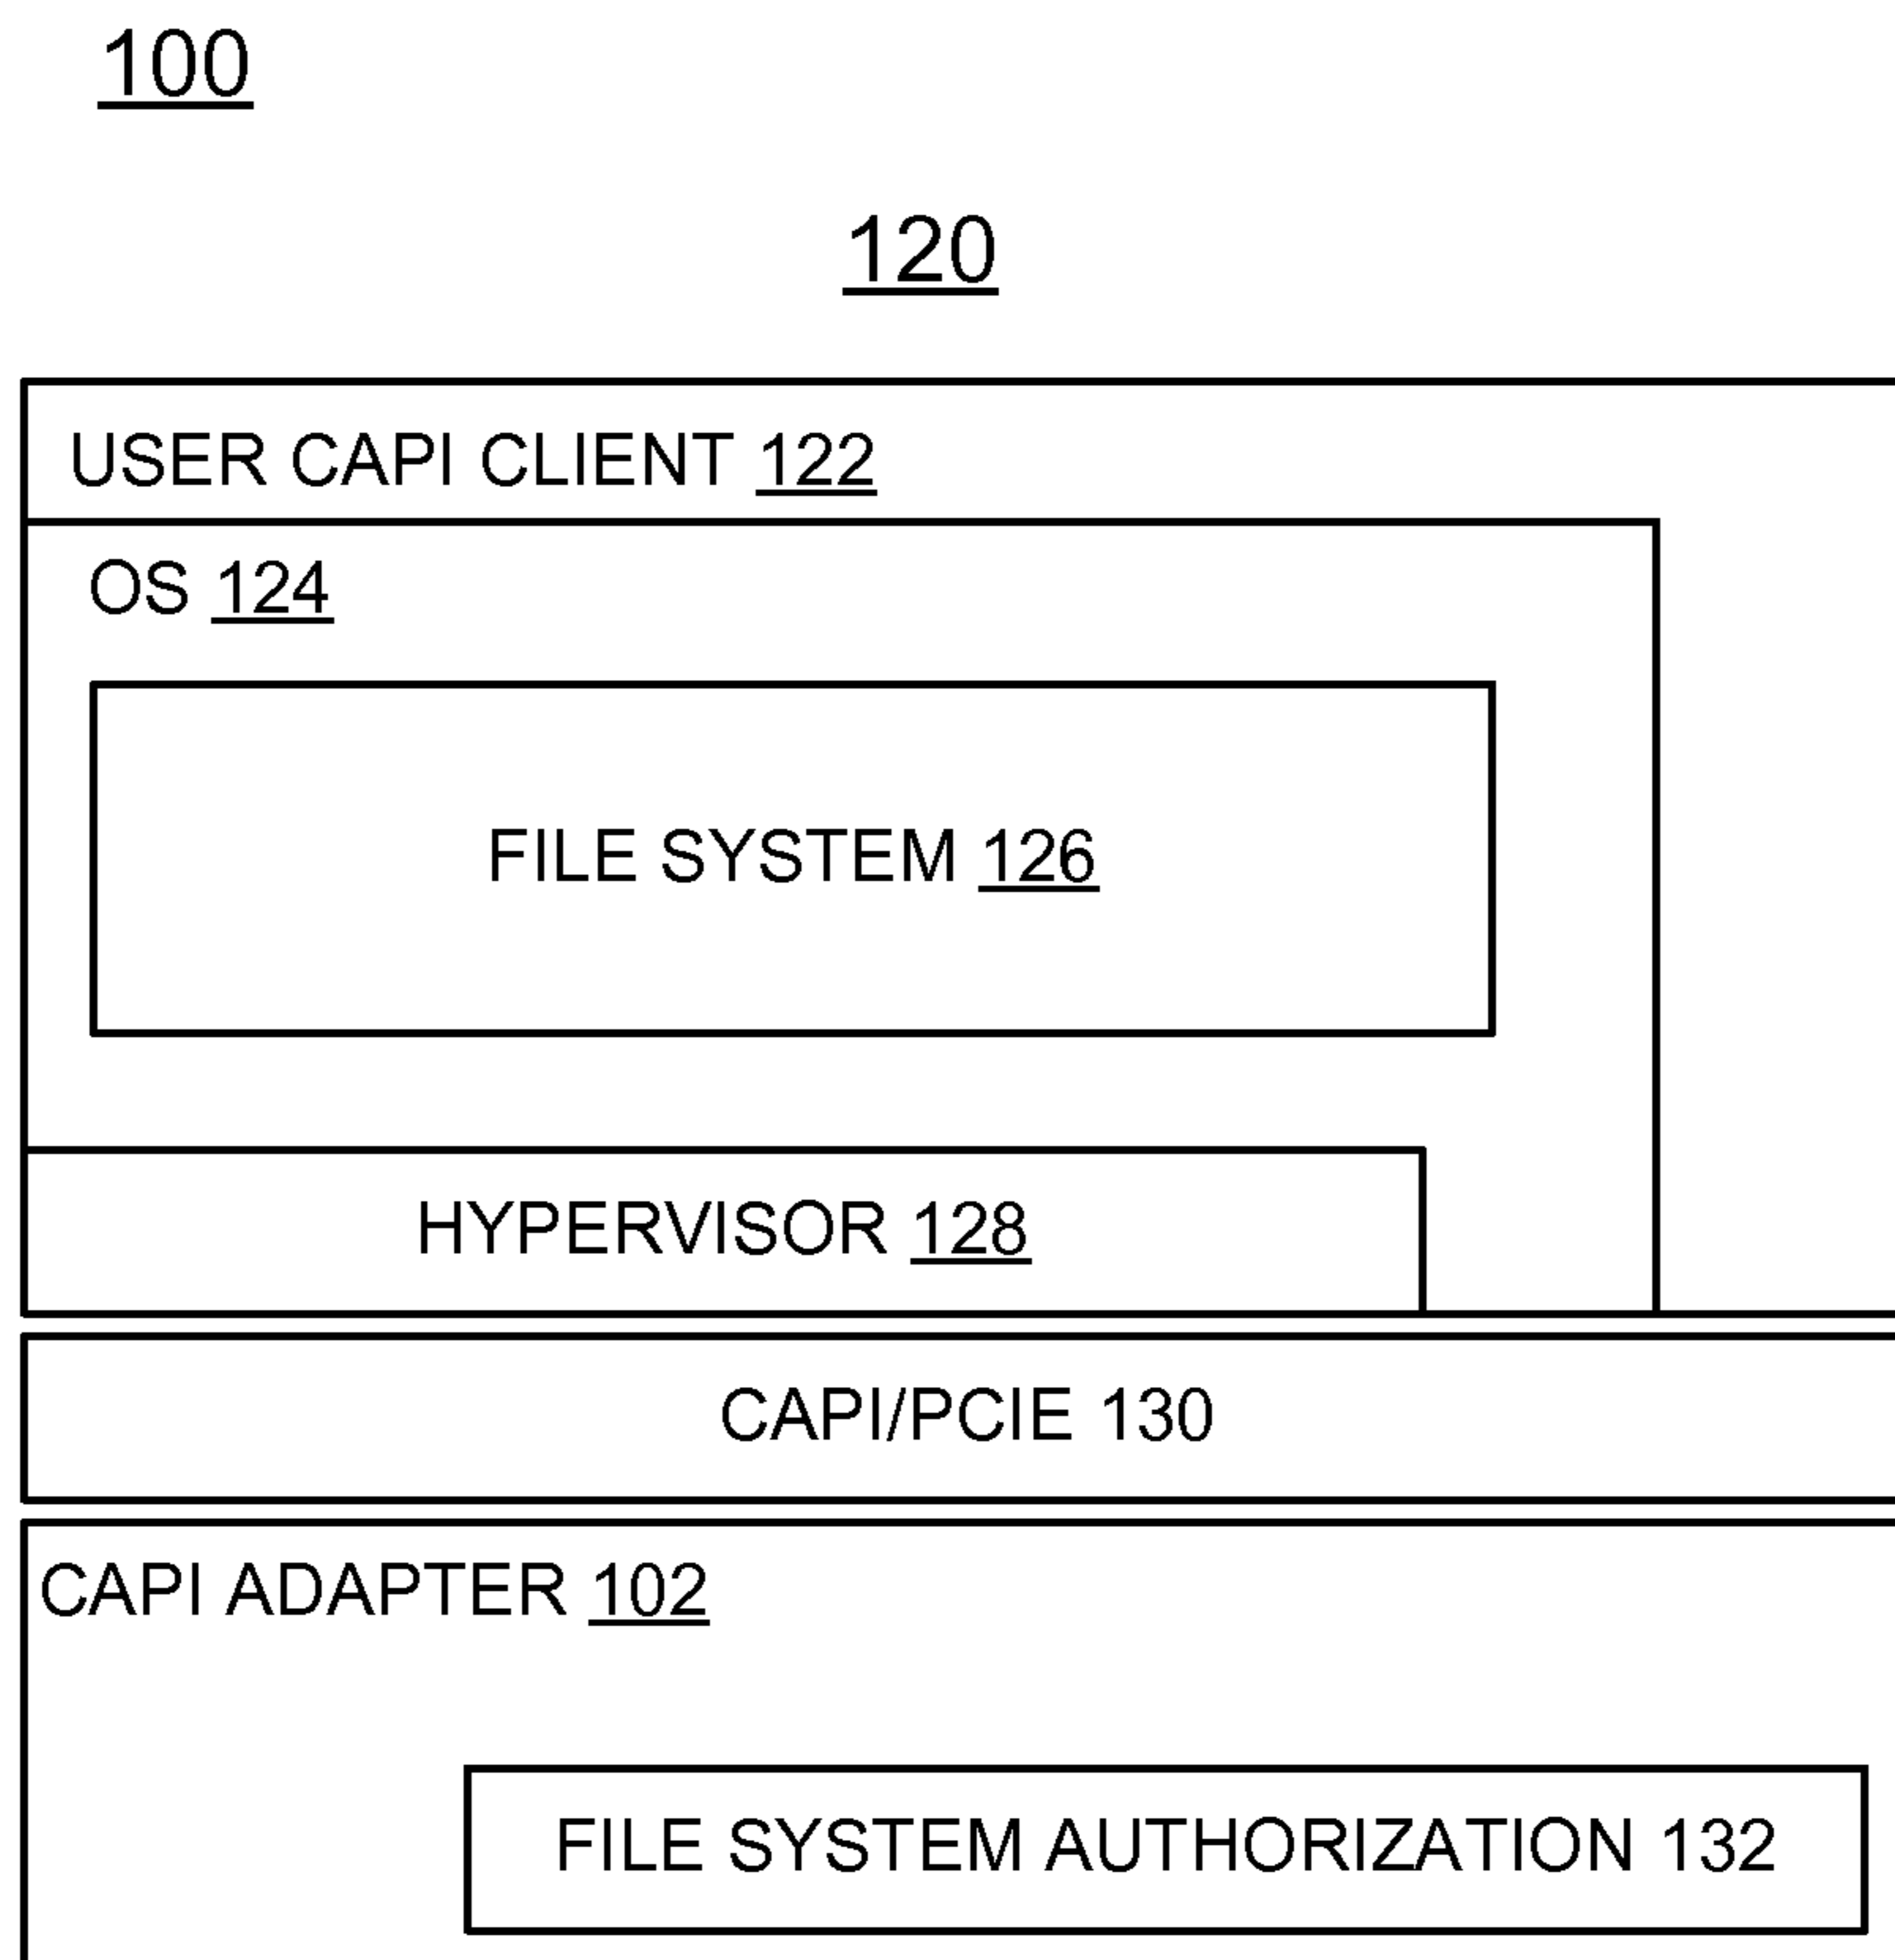 100
120
USER CAPI CLIENT 122
OS 124
FILE SYSTEM 126
HYPERVISOR 128
CAPI/PCIE 130
CAPI ADAPTER 102
FILE SYSTEM AUTHORIZATION 132